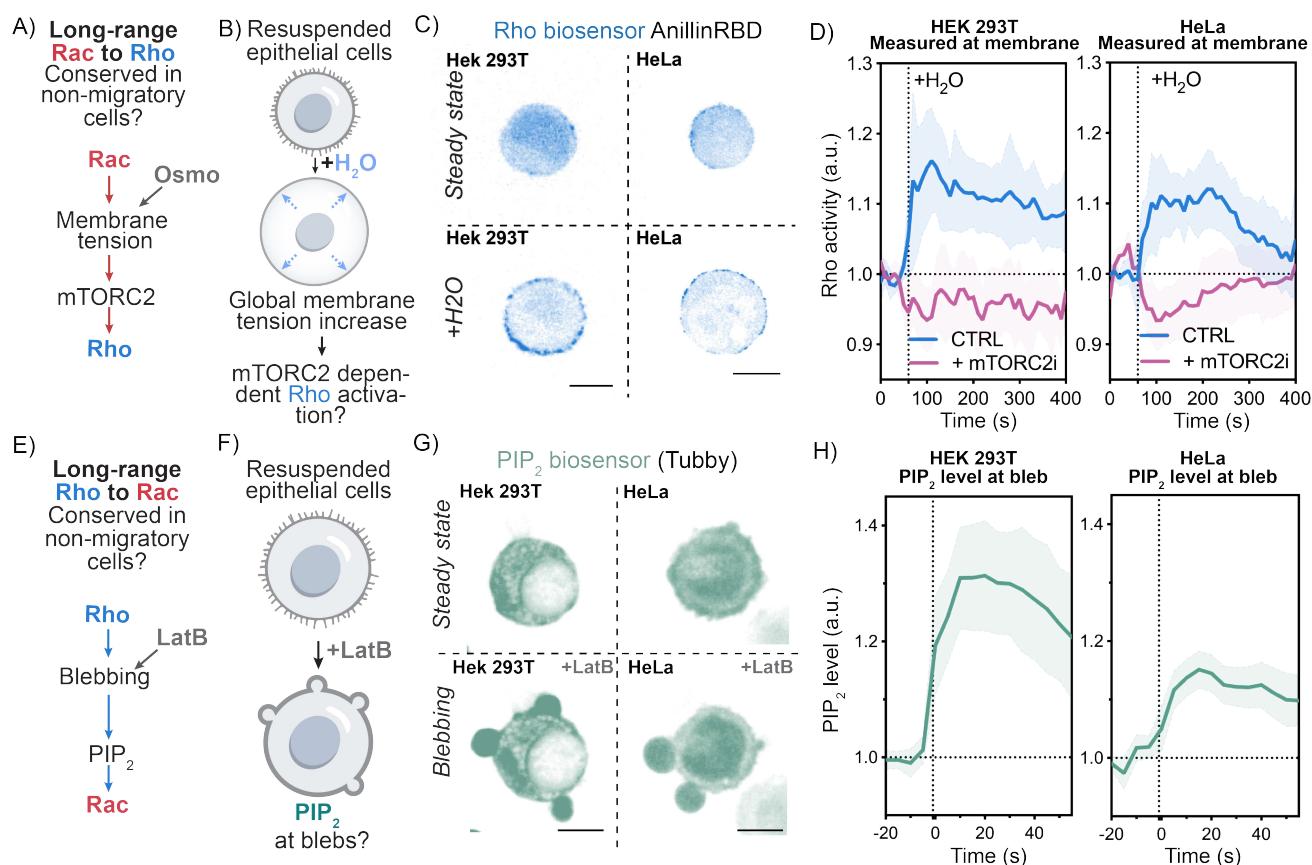 A)
Long-range
Rac to Rho
Conserved in
non-migratory
cells?
Rac
Osmo
Membrane
tension
mTORC2
Rho
B)
Resuspended
epithelial cells
+H₂O
Global membrane
tension increase
mTORC2 depen-
dent Rho activa-
tion?
C)
Rho biosensor AnillinRBD
Hek 293T
HeLa
Steady state
Hek 293T
HeLa
+H2O
D)
HEK 293T
Measured at membrane
HeLa
Measured at membrane
Rho activity (a.u.)
1.3
1.2
1.1
1.0
0.9
+H₂O
CTRL
+ mTORC2i
0 100 200 300 400
Time (s)
+H₂O
CTRL
+ mTORC2i
0 100 200 300 400
Time (s)
E)
Long-range
Rho to Rac
Conserved in
non-migratory
cells?
Rho
LatB
Blebbing
PIP₂
Rac
F)
Resuspended
epithelial cells
+LatB
PIP₂
at blebs?
G)
PIP₂ biosensor (Tubby)
Hek 293T
HeLa
Steady state
Hek 293T +LatB
HeLa +LatB
Blebbing
H)
HEK 293T
PIP₂ level at bleb
HeLa
PIP₂ level at bleb
PIP₂ level (a.u.)
1.4
1.2
1.0
-20 0 20 40
Time (s)
1.4
1.2
1.0
-20 0 20 40
Time (s)